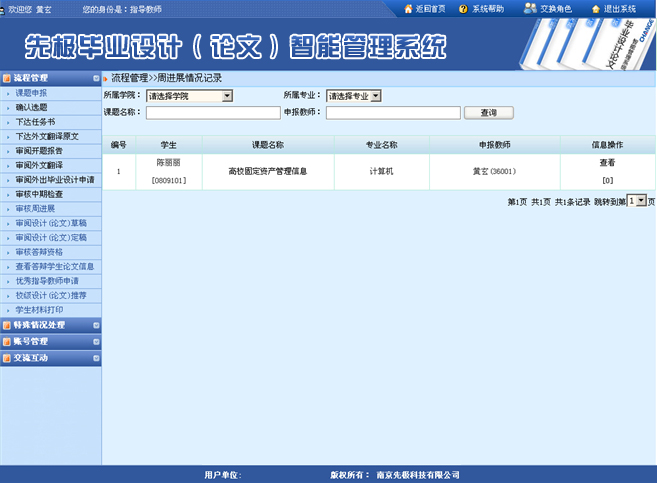 欢迎您 黄玄 您的身份是:指导教师 返回首页 系统帮助 交换角色 退出系统
先极毕业设计（论文）智能管理系统
流程管理
课题申报
确认选题
下达任务书
下达外文翻译原文
审阅开题报告
审阅外文翻译
审阅外出毕业设计申请
审核中期检查
审核周进展
审阅设计(论文)草稿
审阅设计(论文)定稿
审核答辩资格
查看答辩学生论文信息
优秀指导教师申请
校级设计(论文)推荐
学生材料打印
特殊情况处理
账号管理
交流互动
流程管理>>周进展情况记录
所属学院： 请选择学院 所属专业： 请选择专业
课题名称： 申报教师： 查询
编号 学生 课题名称 专业名称 申报教师 信息操作
1 陈丽丽 [0809101] 高校固定资产管理信息 计算机 黄玄(36001) 查看 [0]
第1页 共1页 共1条记录 跳转到第 1 页
用户单位: 版权所有： 南京先极科技有限公司